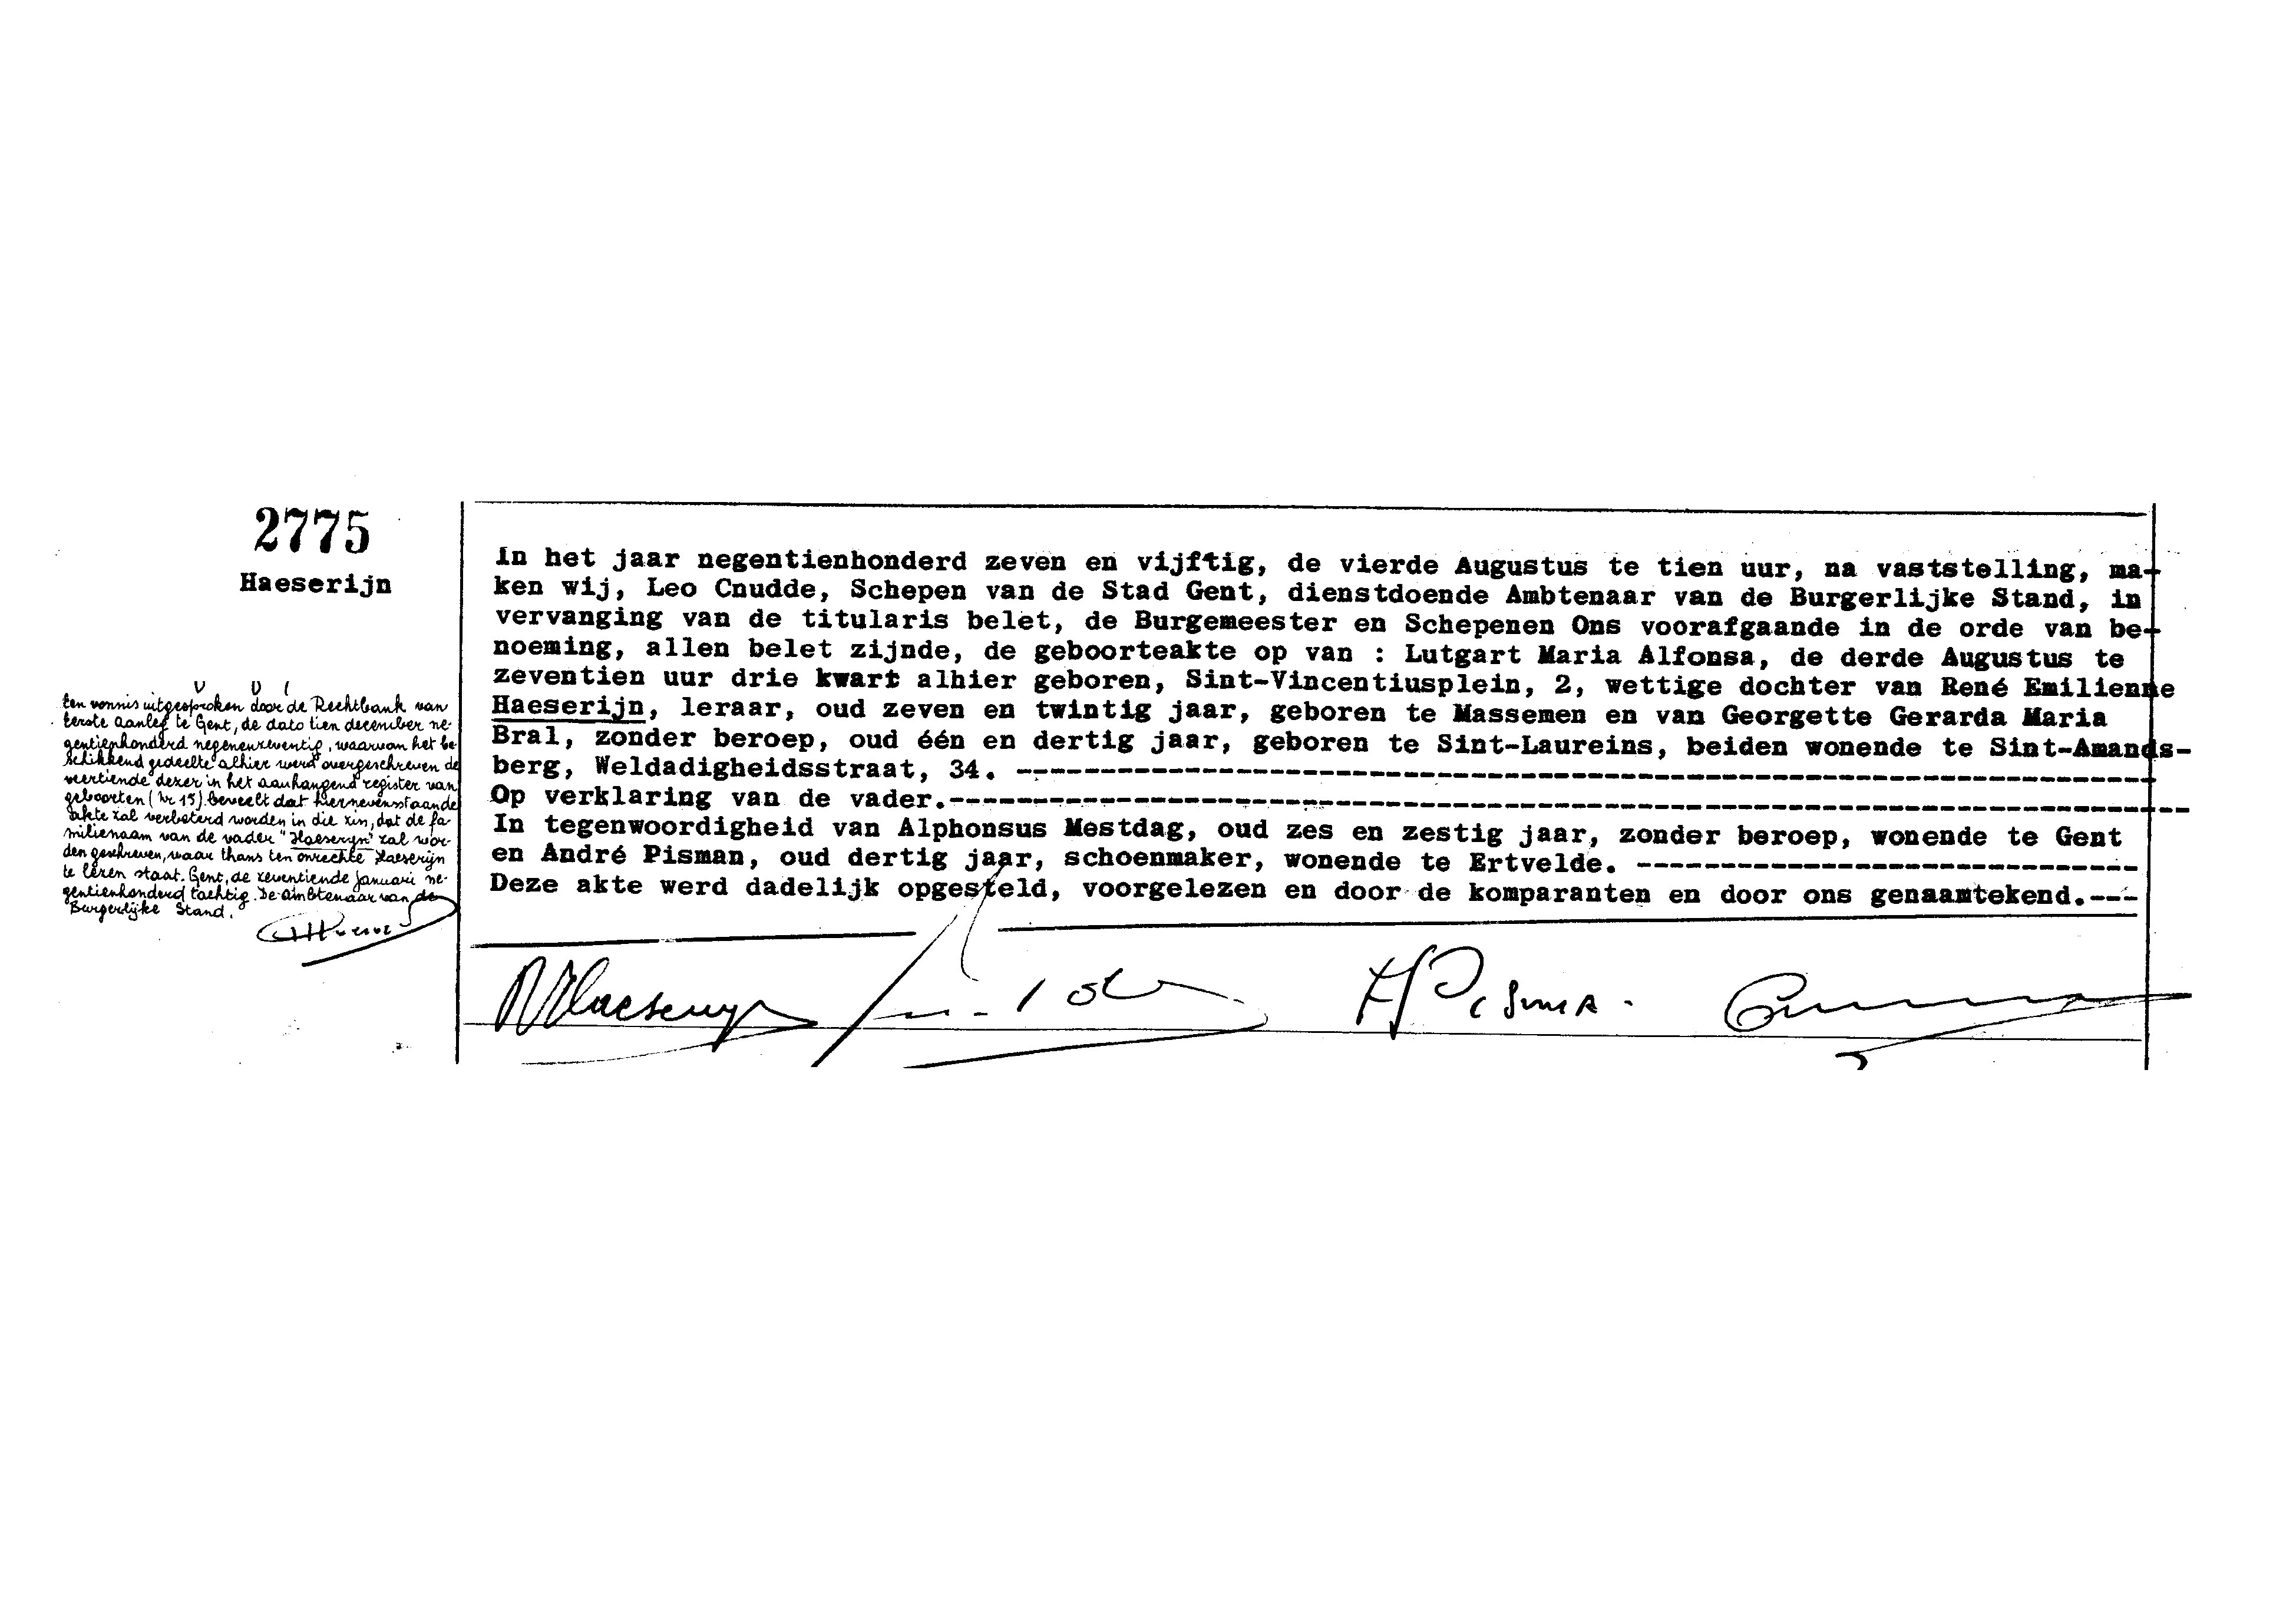 2775
Haeserijn
Een vonnis uitgesproken door de Rechtbank van
Eerste Aanleg te Gent, de dato tien december ne-
gentienhonderd negenenzeventig, waarvan het be-
schikkend gedeelte alhier werd overgeschreven de
veertiende dezer in het aanhangend register van
geboorten (Nr 15) beveelt dat hiernevensstaande
akte zal verbeterd worden in die zin, dat de fa-
milienaam van de vader "Haeseryn" zal wor-
den geschreven, waar thans ten onrechte Haeserijn
te lezen staat. Gent, de zeventiende januari ne-
gentienhonderd tachtig. De Ambtenaar van de
Burgerlijke Stand.
In het jaar negentienhonderd zeven en vijftig, de vierde Augustus te tien uur, na vaststelling, ma-
ken wij, Leo Cnudde, Schepen van de Stad Gent, dienstdoende Ambtenaar van de Burgerlijke Stand, in
vervanging van de titularis belet, de Burgemeester en Schepenen Ons voorafgaande in de orde van be-
noeming, allen belet zijnde, de geboorteakte op van : Lutgart Maria Alfonsa, de derde Augustus te
zeventien uur drie kwart alhier geboren, Sint-Vincentiusplein, 2, wettige dochter van René Emilienne
Haeserijn, leraar, oud zeven en twintig jaar, geboren te Massemen en van Georgette Gerarda Maria
Bral, zonder beroep, oud één en dertig jaar, geboren te Sint-Laureins, beiden wonende te Sint-Amands-
berg, Weldadigheidsstraat, 34. ---
Op verklaring van de vader.---
In tegenwoordigheid van Alphonsus Mestdag, oud zes en zestig jaar, zonder beroep, wonende te Gent
en André Pisman, oud dertig jaar, schoenmaker, wonende te Ertvelde. ---
Deze akte werd dadelijk opgesteld, voorgelezen en door de komparanten en door ons genaamtekend.---
RHaeseryn